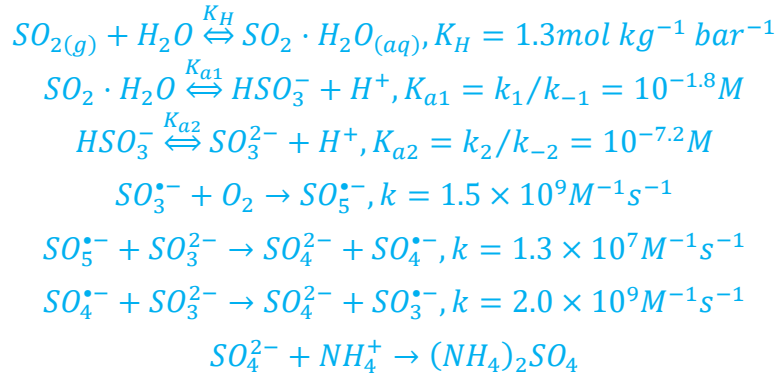 SO₂₍g₎ + H₂O ⇔ᴷᴴ SO₂ · H₂O₍aq₎, K_H = 1.3mol kg⁻¹ bar⁻¹
SO₂ · H₂O ⇔ᴷᵃ¹ HSO₃⁻ + H⁺, K_a1 = k₁/k₋₁ = 10⁻¹·⁸M
HSO₃⁻ ⇔ᴷᵃ² SO₃²⁻ + H⁺, K_a2 = k₂/k₋₂ = 10⁻⁷·²M
SO₃•⁻ + O₂ → SO₅•⁻, k = 1.5 × 10⁹M⁻¹s⁻¹
SO₅•⁻ + SO₃²⁻ → SO₄²⁻ + SO₄•⁻, k = 1.3 × 10⁷M⁻¹s⁻¹
SO₄•⁻ + SO₃²⁻ → SO₄²⁻ + SO₃•⁻, k = 2.0 × 10⁹M⁻¹s⁻¹
SO₄²⁻ + NH₄⁺ → (NH₄)₂SO₄